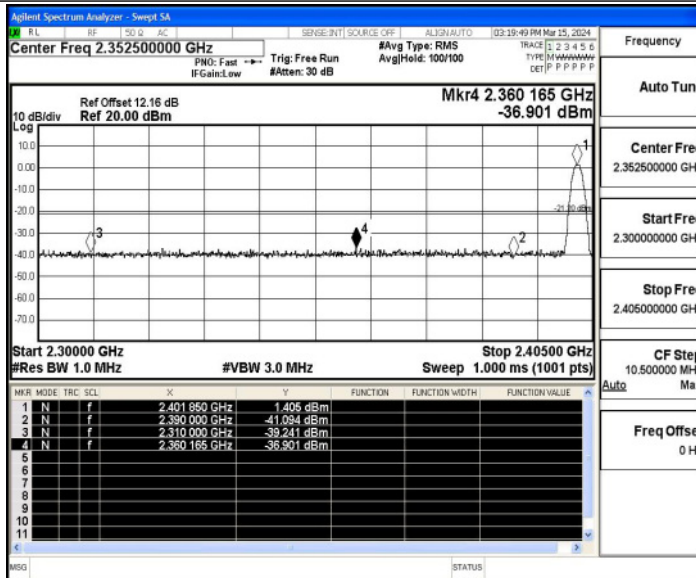 Agilent Spectrum Analyzer - Swept SA
RL RF 50 Ω AC SENSE:INT SOURCE OFF ALIGN AUTO 03:19:49 PM Mar 15, 2024
Center Freq 2.352500000 GHz
PNO: Fast
IFGain:Low
Trig: Free Run
#Atten: 30 dB
#Avg Type: RMS
Avg|Hold: 100/100
TRACE 1 2 3 4 5 6
TYPE MWWWWW
DET P P P P P P
Frequency
Mkr4 2.360 165 GHz
-36.901 dBm
Ref Offset 12.16 dB
Ref 20.00 dBm
10 dB/div
Log
10.0
0.00
-10.0
-20.0
-30.0
-40.0
-50.0
-60.0
-70.0
1
2
3
4
-21.20 dBm
Start 2.30000 GHz
Stop 2.40500 GHz
#Res BW 1.0 MHz
#VBW 3.0 MHz
Sweep 1.000 ms (1001 pts)
MKR MODE TRC SCL X Y FUNCTION FUNCTION WIDTH FUNCTION VALUE
1 N f 2.401 850 GHz 1.405 dBm
2 N f 2.390 000 GHz -41.094 dBm
3 N f 2.310 000 GHz -39.241 dBm
4 N f 2.360 165 GHz -36.901 dBm
5
6
7
8
9
10
11
MSG
STATUS
Auto Tun
Center Fre
2.352500000 GH
Start Fre
2.300000000 GH
Stop Fre
2.405000000 GH
CF Step
10.500000 MH
Auto Ma
Freq Offse
0 H